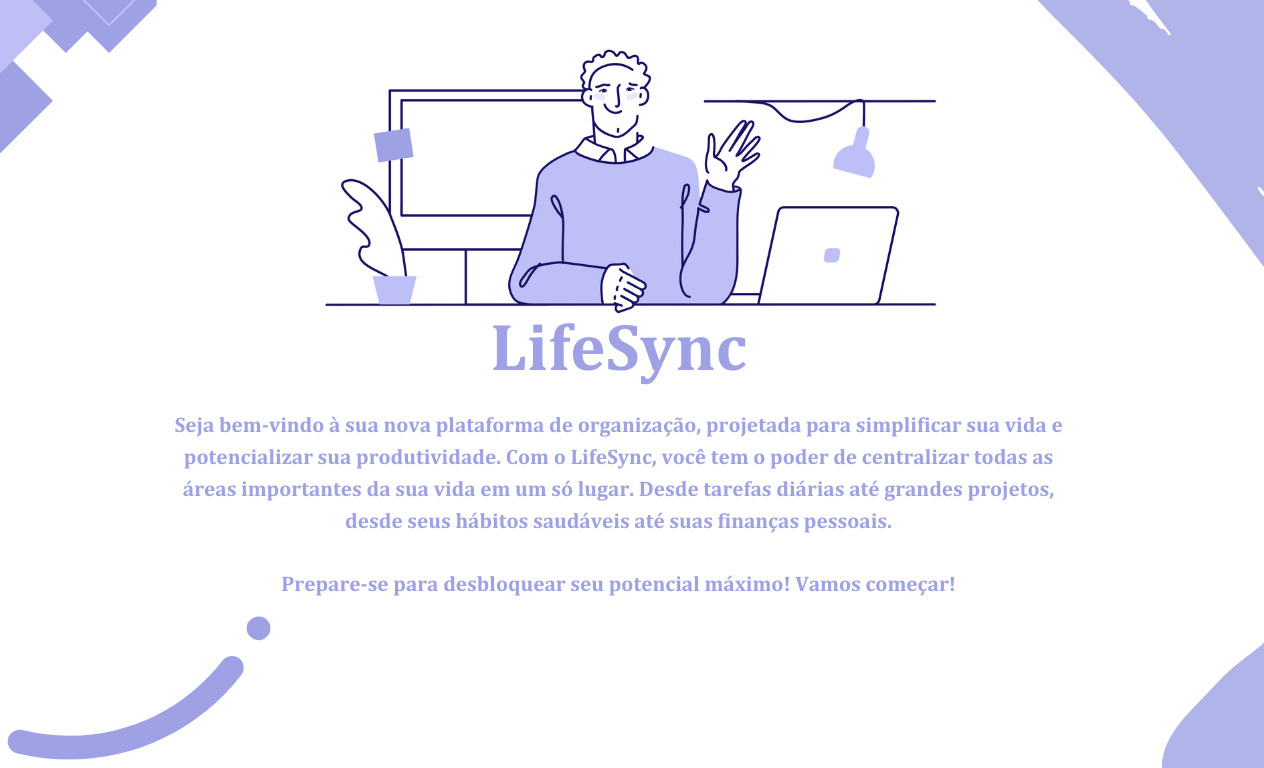 LifeSync
Seja bem-vindo à sua nova plataforma de organização, projetada para simplificar sua vida e
potencializar sua produtividade. Com o LifeSync, você tem o poder de centralizar todas as
áreas importantes da sua vida em um só lugar. Desde tarefas diárias até grandes projetos,
desde seus hábitos saudáveis até suas finanças pessoais.
Prepare-se para desbloquear seu potencial máximo! Vamos começar!